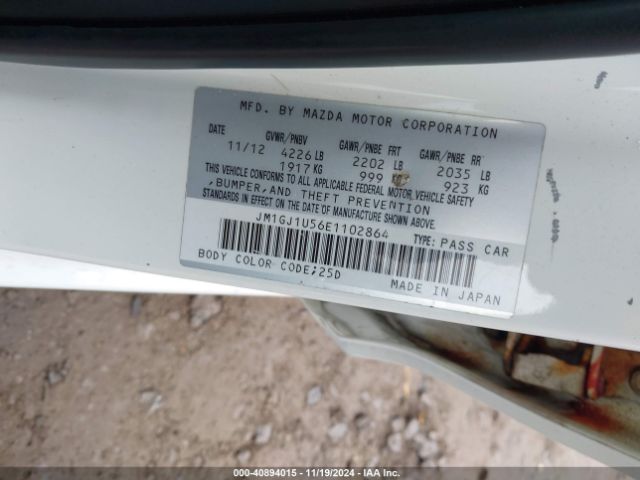 MFD. BY MAZDA MOTOR CORPORATION
DATE GVWR/PNBV GAWR/PNBE FRT GAWR/PNBE RR
11/12 4226 LB 2202 LB 2035 LB
1917 KG 999 KG 923 KG
THIS VEHICLE CONFORMS TO ALL APPLICABLE FEDERAL MOTOR VEHICLE SAFETY
,BUMPER,AND THEFT PREVENTION
STANDARDS IN EFFECT ON THE DATE OF MANUFACTURE SHOWN ABOVE.
JM1GJ1U56E1102864 TYPE: PASS CAR
BODY COLOR CODE;25D MADE IN JAPAN
000-40894015 - 11/19/2024 - IAA Inc.